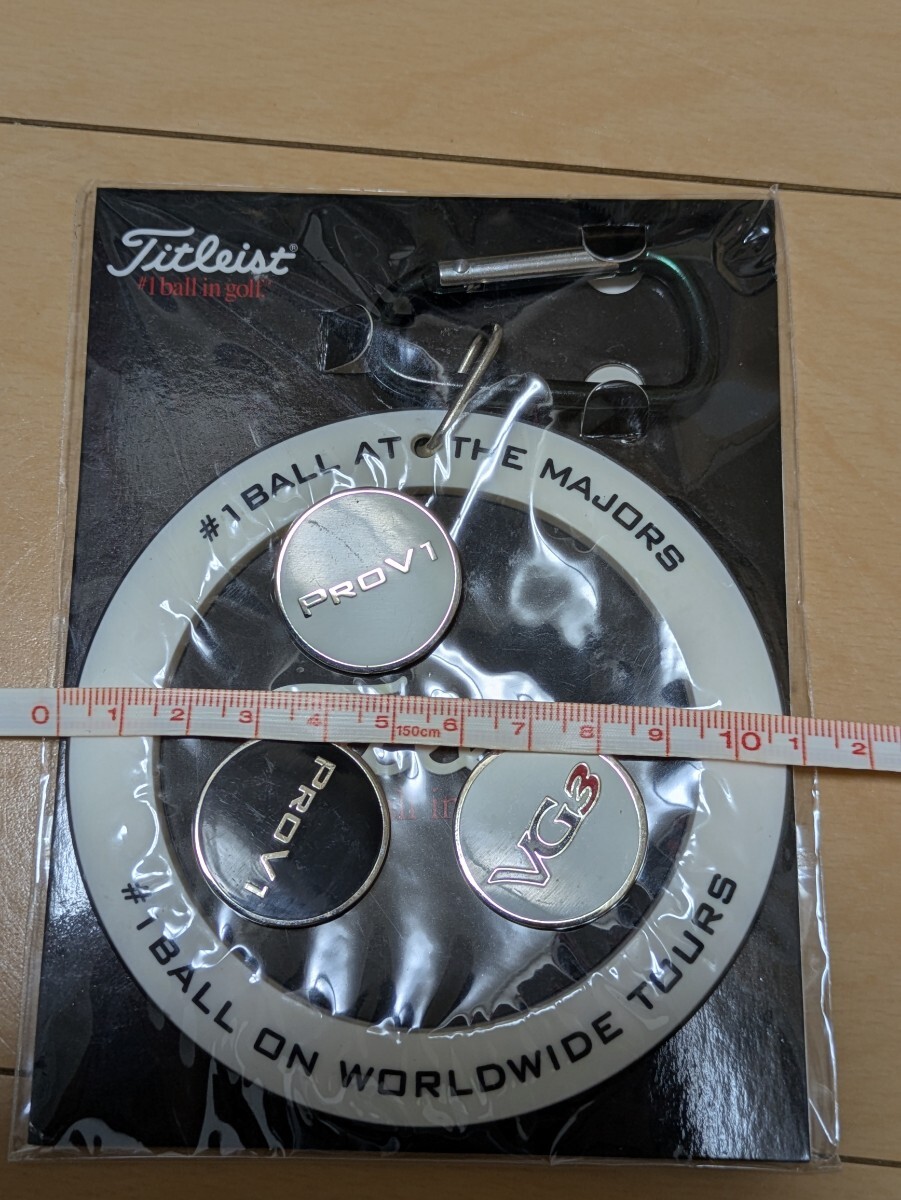 Titleist®
#1 ball in golf.
#1 BALL AT THE MAJORS
PROV1
0 1 2 3 4 5 150cm 6 7 8 9 10 1 2
PROV1
VG3
#1 BALL ON WORLDWIDE TOURS